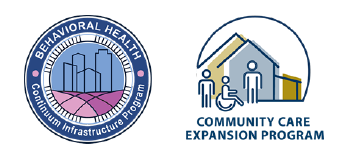 BEHAVIORAL HEALTH
Continuum Infrastructure Program
COMMUNITY CARE
EXPANSION PROGRAM